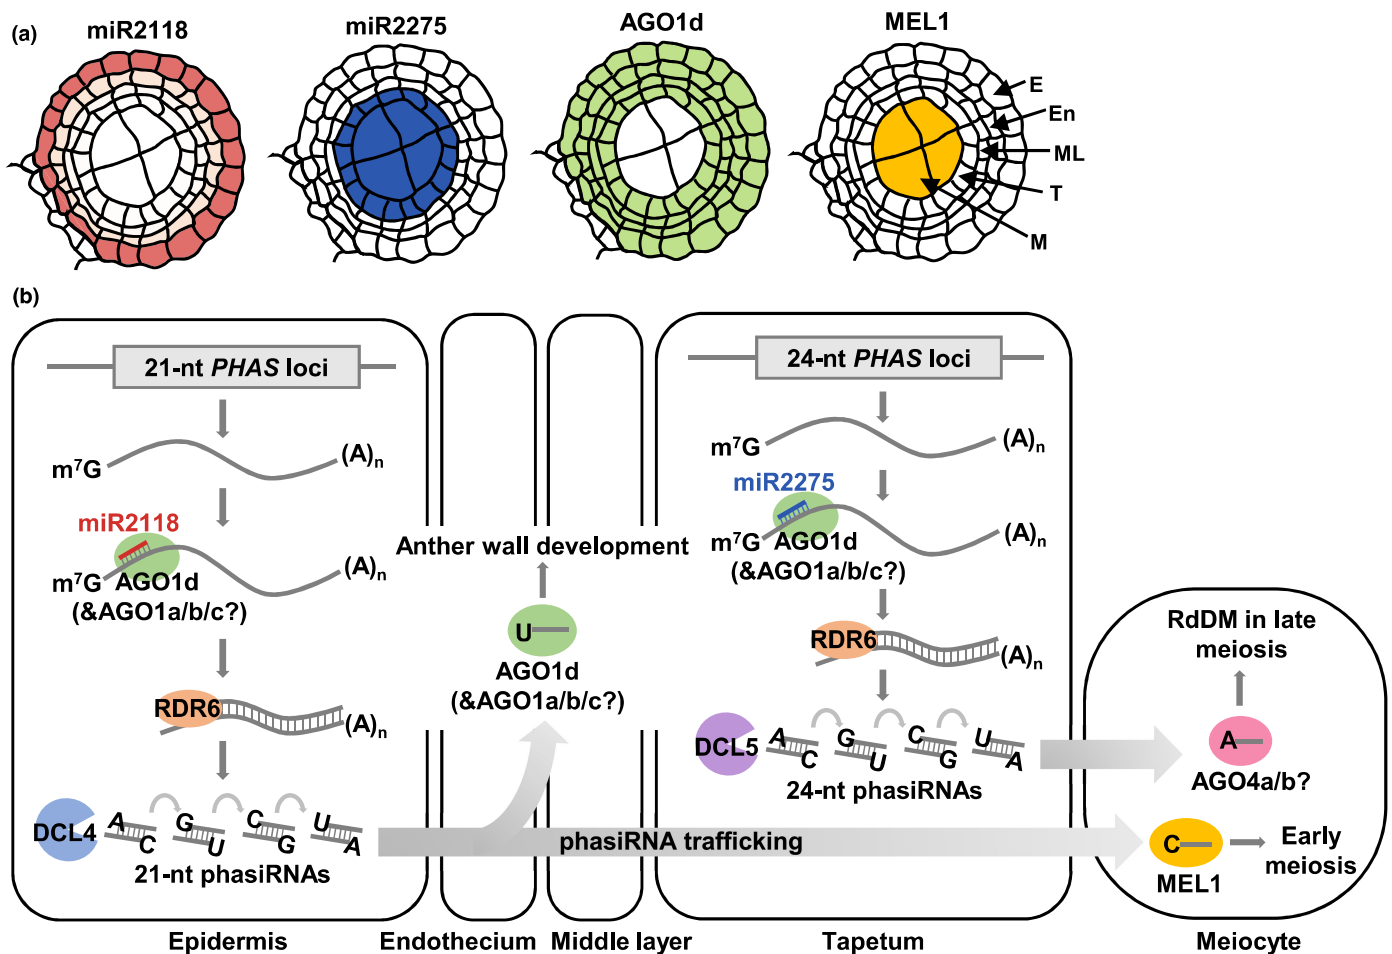 (a)
miR2118
miR2275
AGO1d
MEL1
E
En
ML
T
M
(b)
21-nt PHAS loci
m⁷G
(A)ₙ
miR2118
m⁷G
AGO1d
(&AGO1a/b/c?)
(A)ₙ
RDR6
(A)ₙ
DCL4
A C G U C G U A
21-nt phasiRNAs
Anther wall development
U
AGO1d
(&AGO1a/b/c?)
phasiRNA trafficking
24-nt PHAS loci
m⁷G
(A)ₙ
miR2275
m⁷G
AGO1d
(&AGO1a/b/c?)
(A)ₙ
RDR6
(A)ₙ
DCL5
A C G U C G U A
24-nt phasiRNAs
RdDM in late
meiosis
A
AGO4a/b?
C
MEL1
Early
meiosis
Epidermis
Endothecium
Middle layer
Tapetum
Meiocyte